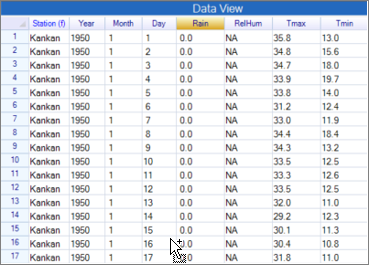 Data View
Station (f) Year Month Day Rain RelHum Tmax Tmin
1 Kankan 1950 1 1 0.0 NA 35.8 13.0
2 Kankan 1950 1 2 0.0 NA 34.8 15.6
3 Kankan 1950 1 3 0.0 NA 34.7 18.0
4 Kankan 1950 1 4 0.0 NA 33.9 19.7
5 Kankan 1950 1 5 0.0 NA 33.8 14.0
6 Kankan 1950 1 6 0.0 NA 31.2 12.4
7 Kankan 1950 1 7 0.0 NA 33.0 11.9
8 Kankan 1950 1 8 0.0 NA 34.4 18.4
9 Kankan 1950 1 9 0.0 NA 34.3 13.2
10 Kankan 1950 1 10 0.0 NA 33.5 12.5
11 Kankan 1950 1 11 0.0 NA 33.3 12.6
12 Kankan 1950 1 12 0.0 NA 33.5 12.5
13 Kankan 1950 1 13 0.0 NA 32.0 11.0
14 Kankan 1950 1 14 0.0 NA 29.2 12.3
15 Kankan 1950 1 15 0.0 NA 30.1 11.3
16 Kankan 1950 1 16 0.0 NA 30.4 10.8
17 Kankan 1950 1 17 NA 31.8 11.0